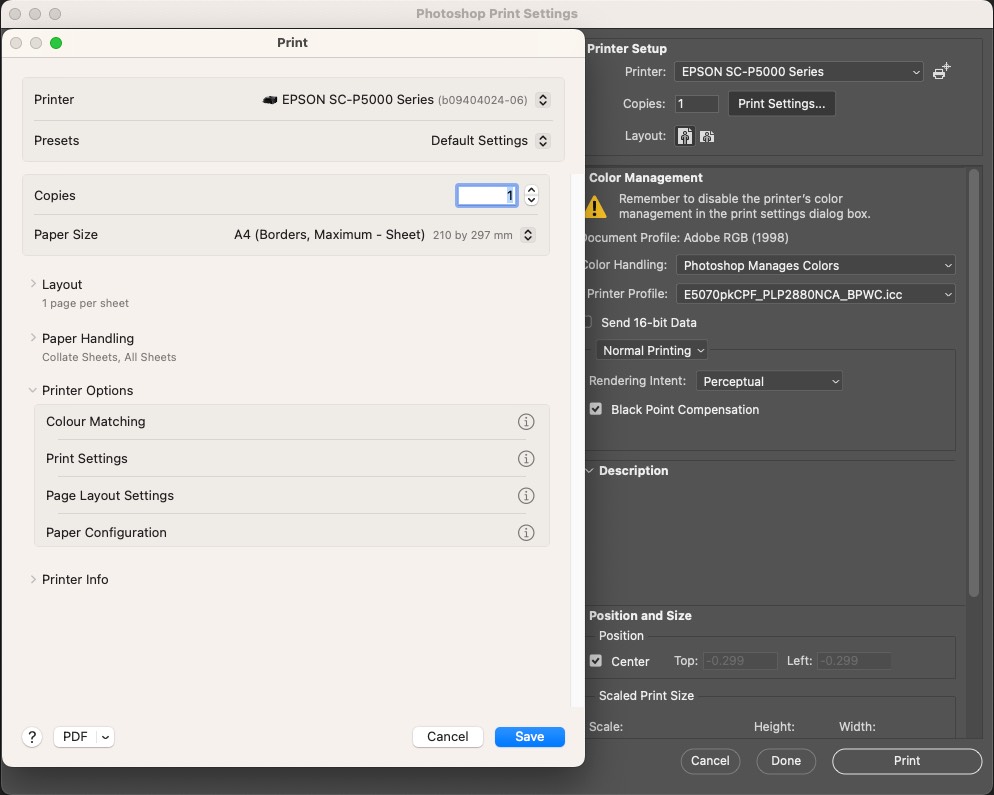 Photoshop Print Settings
Print
Printer
EPSON SC-P5000 Series (b09404024-06)
Presets
Default Settings
Copies
1
Paper Size
A4 (Borders, Maximum - Sheet) 210 by 297 mm
Layout
1 page per sheet
Paper Handling
Collate Sheets, All Sheets
Printer Options
Colour Matching
Print Settings
Page Layout Settings
Paper Configuration
Printer Info
?
PDF
Cancel
Save
Printer Setup
Printer: EPSON SC-P5000 Series
Copies: 1 Print Settings...
Layout:
Color Management
Remember to disable the printer's color
management in the print settings dialog box.
Document Profile: Adobe RGB (1998)
Color Handling: Photoshop Manages Colors
Printer Profile: E5070pkCPF_PLP2880NCA_BPWC.icc
Send 16-bit Data
Normal Printing
Rendering Intent: Perceptual
Black Point Compensation
Description
Position and Size
Position
Center Top: -0.299 Left: -0.299
Scaled Print Size
Scale: Height: Width:
Cancel Done Print